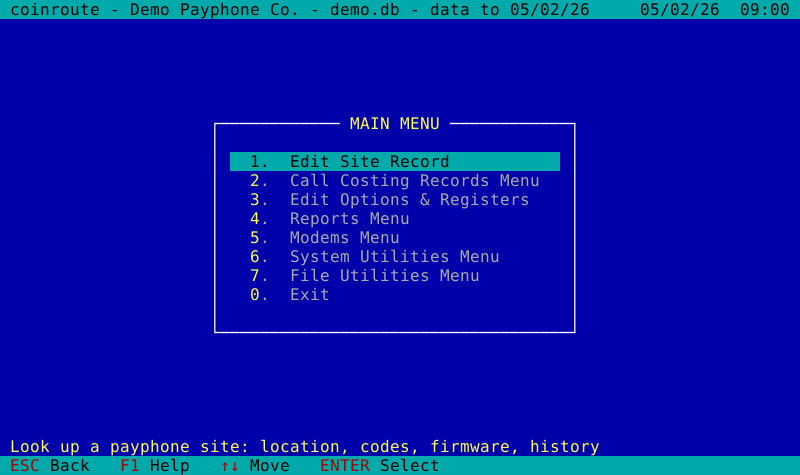 coinroute - Demo Payphone Co. - demo.db - data to 05/02/26     05/02/26  09:00
MAIN MENU
1.  Edit Site Record
2.  Call Costing Records Menu
3.  Edit Options & Registers
4.  Reports Menu
5.  Modems Menu
6.  System Utilities Menu
7.  File Utilities Menu
0.  Exit
Look up a payphone site: location, codes, firmware, history
ESC Back   F1 Help   ↑↓ Move   ENTER Select